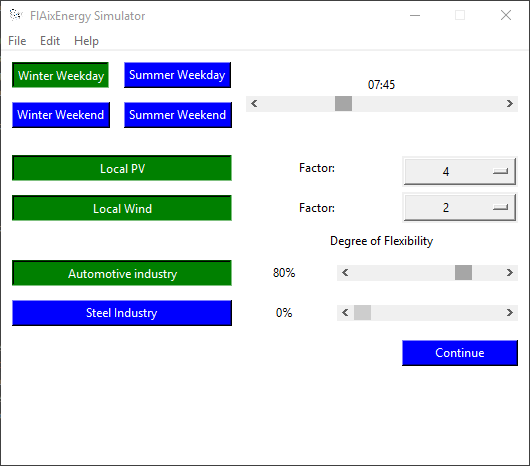 FlAixEnergy Simulator
File Edit Help
Winter Weekday Summer Weekday
07:45
Winter Weekend Summer Weekend
Local PV Factor: 4
Local Wind Factor: 2
Degree of Flexibility
Automotive industry 80%
Steel Industry 0%
Continue